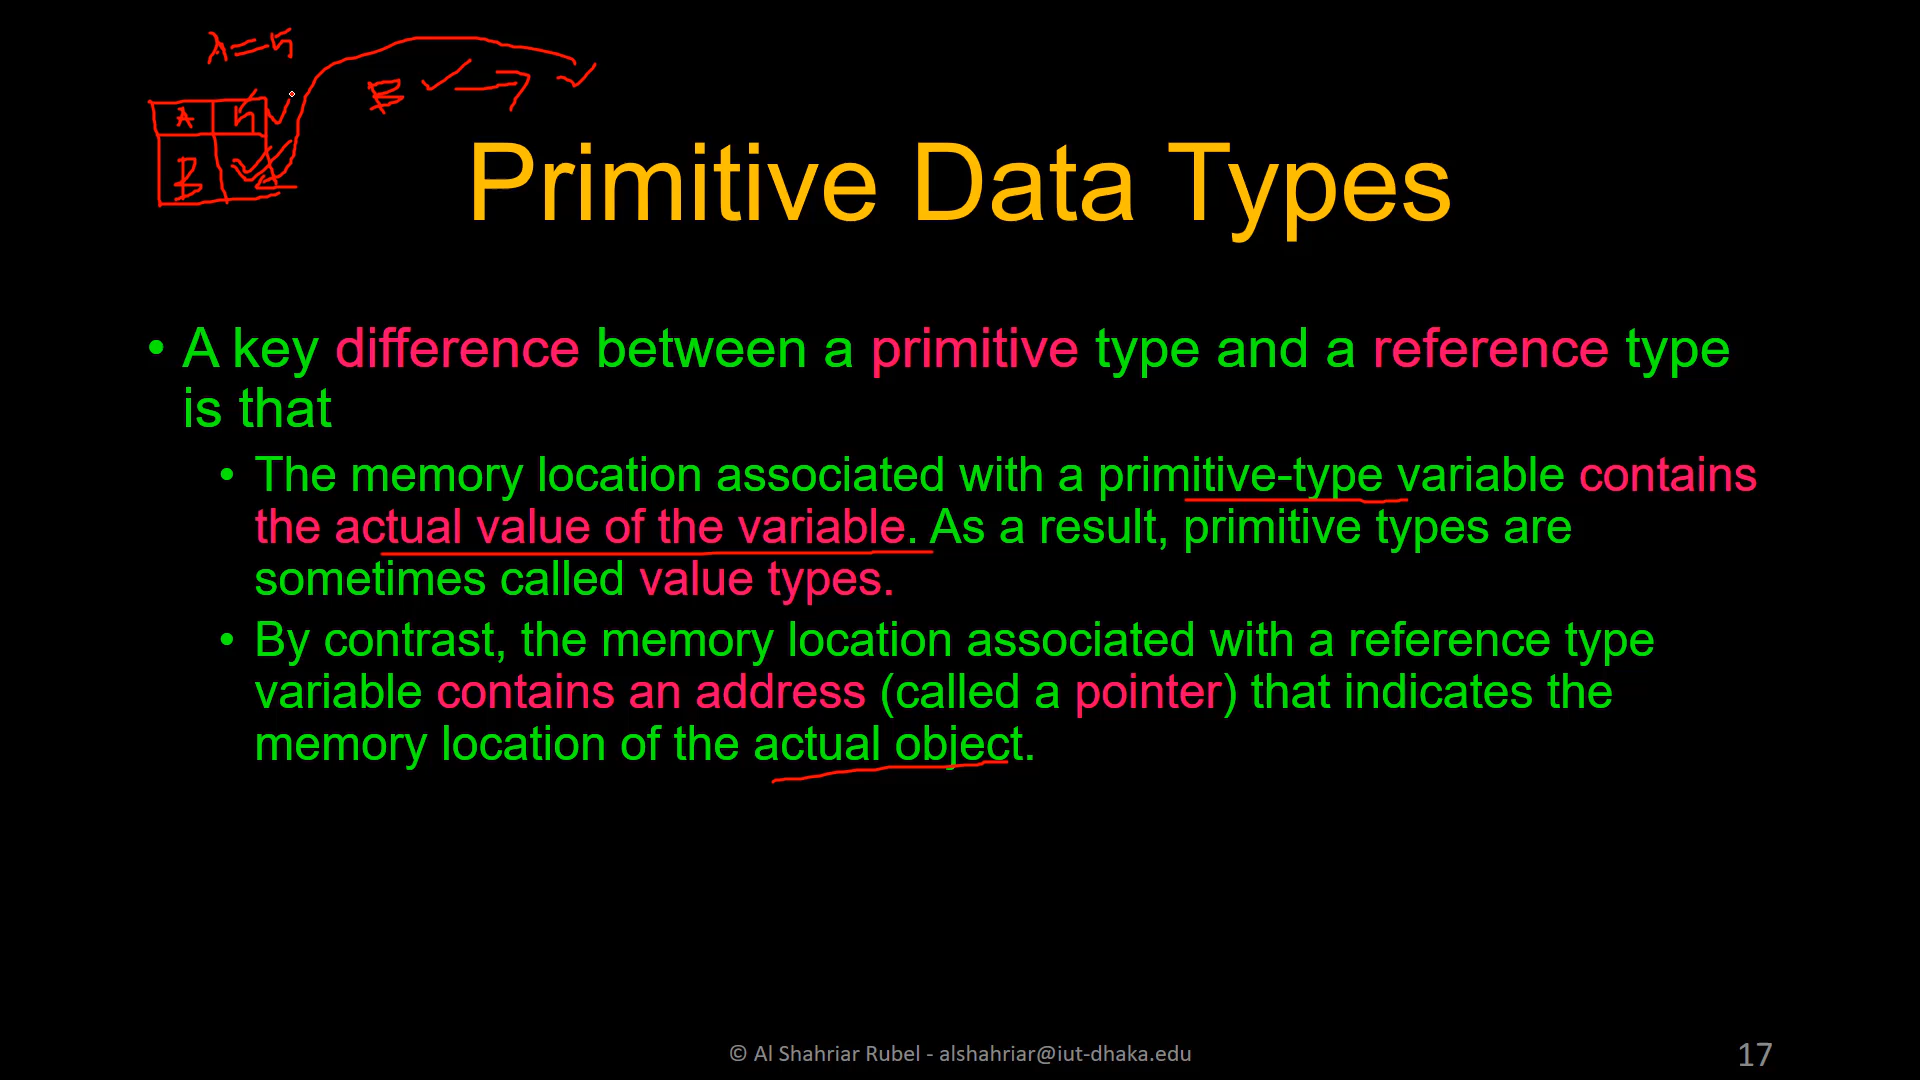 A=5
A 5
B
B
Primitive Data Types
• A key difference between a primitive type and a reference type
is that
• The memory location associated with a primitive-type variable contains
the actual value of the variable. As a result, primitive types are
sometimes called value types.
• By contrast, the memory location associated with a reference type
variable contains an address (called a pointer) that indicates the
memory location of the actual object.
© Al Shahriar Rubel - alshahriar@iut-dhaka.edu
17